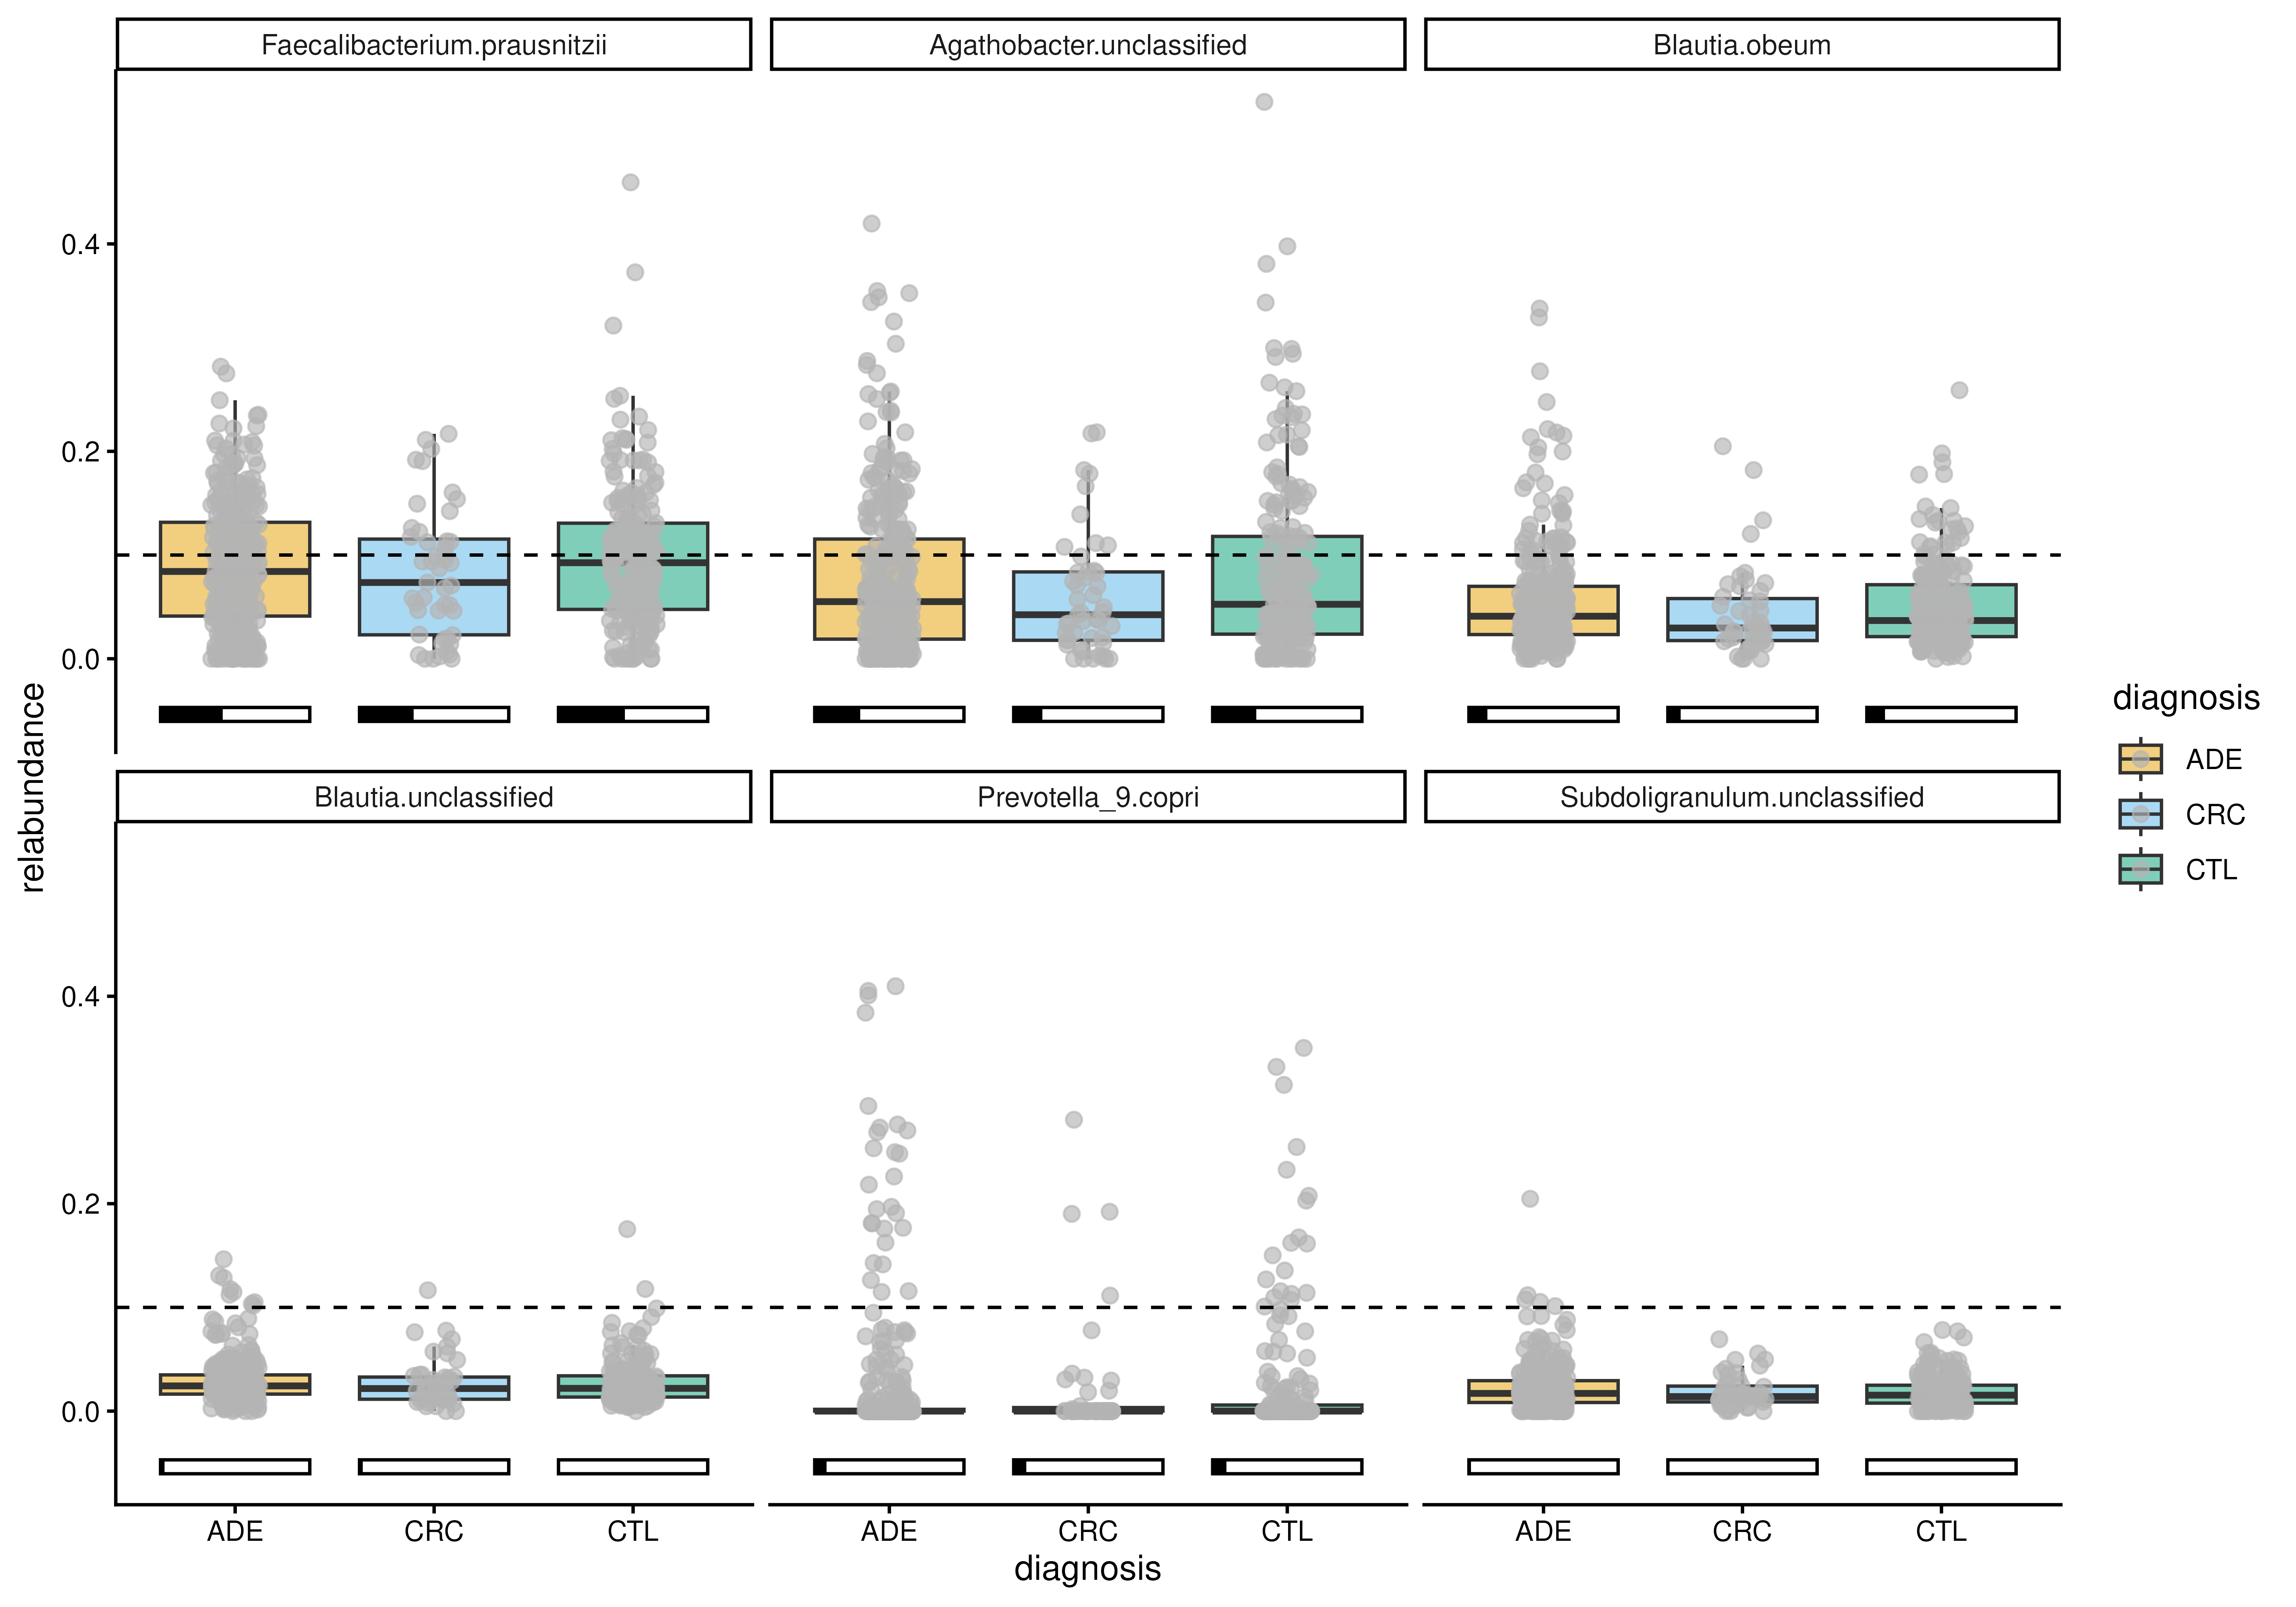 Faecalibacterium.prausnitzii
Agathobacter.unclassified
Blautia.obeum
0.4
0.2
0.0
relabundance
Blautia.unclassified
Prevotella_9.copri
Subdoligranulum.unclassified
0.4
0.2
0.0
ADE CRC CTL
ADE CRC CTL
ADE CRC CTL
diagnosis
diagnosis
ADE
CRC
CTL